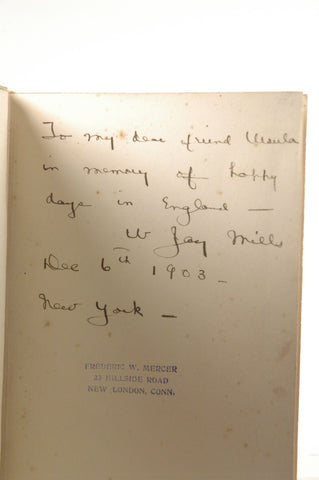 To my dear friend Ursula
in memory of happy
days in England —
W Jay Mills
Dec 6th 1903 —
New York —
FREDERIC W. MERCER
23 HILLSIDE ROAD
NEW LONDON, CONN.